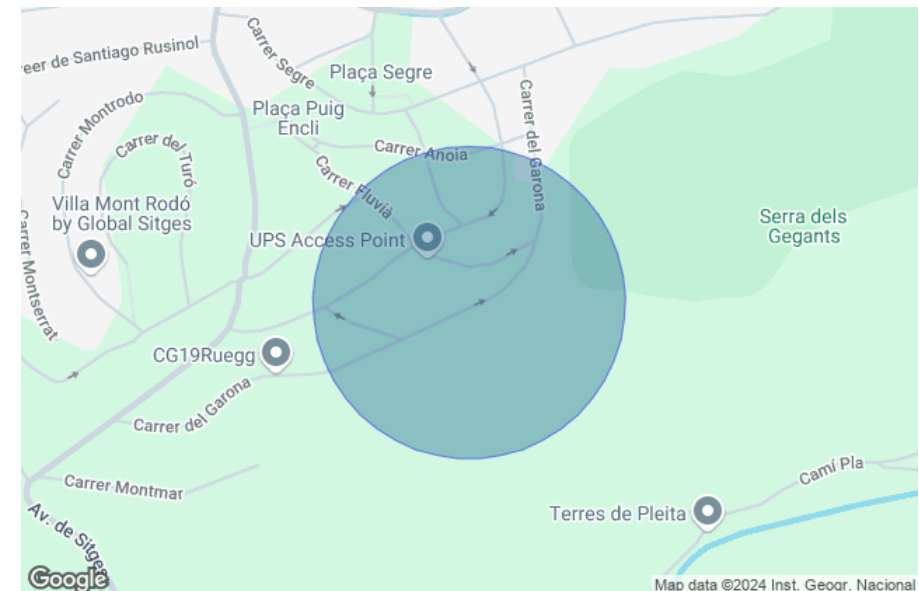 eer de Santiago Rusinol
Carrer Segre
Plaça Segre
Plaça Puig
Encli
Carrer Montrodo
Carrer del Turó
Carrer Anoia
Carrer del Garona
Carrer Fluvià
Villa Mont Rodó
by Global Sitges
UPS Access Point
Serra dels
Gegants
Carrer Montserrat
CG19Ruegg
Carrer del Garona
Carrer Montmar
Camí Pla
Terres de Pleita
Av. de Sitges
Google
Map data ©2024 Inst. Geogr. Nacional